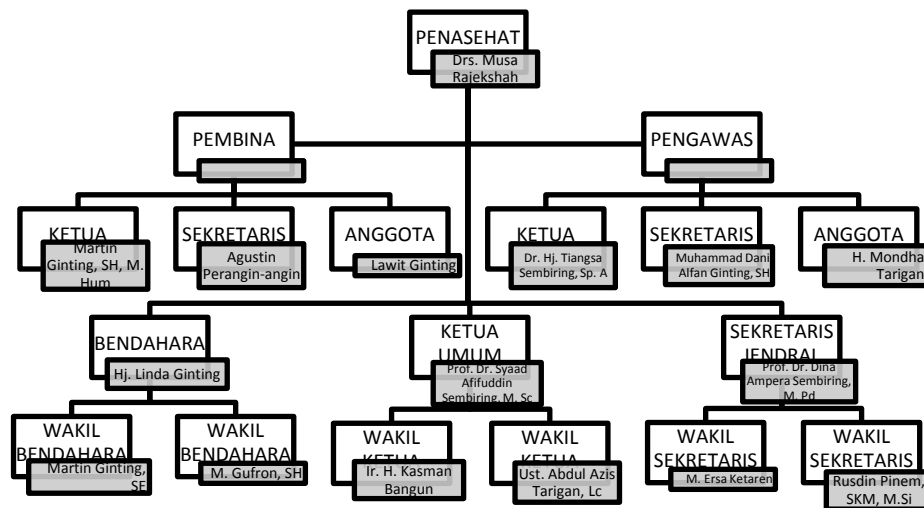 PENASEHAT
Drs. Musa
Rajekshah
PEMBINA
PENGAWAS
KETUA
Martin
Ginting, SH, M.
Hum
SEKRETARIS
Agustin
Perangin-angin
ANGGOTA
Lawit Ginting
KETUA
Dr. Hj. Tiangsa
Sembiring, Sp. A
SEKRETARIS
Muhammad Dani
Alfan Ginting, SH
ANGGOTA
H. Mondha
Tarigan
BENDAHARA
Hj. Linda Ginting
KETUA
UMUM
Prof. Dr. Syaad
Afifuddin
Sembiring, M. Sc
SEKRETARIS
JENDRAL
Prof. Dr. Dina
Ampera Sembiring,
M. Pd
WAKIL
BENDAHARA
Martin Ginting,
SE
WAKIL
BENDAHARA
M. Gufron, SH
WAKIL
KETUA
Ir. H. Kasman
Bangun
WAKIL
KETUA
Ust. Abdul Azis
Tarigan, Lc
WAKIL
SEKRETARIS
M. Ersa Ketaren
WAKIL
SEKRETARIS
Rusdin Pinem,
SKM, M.Si